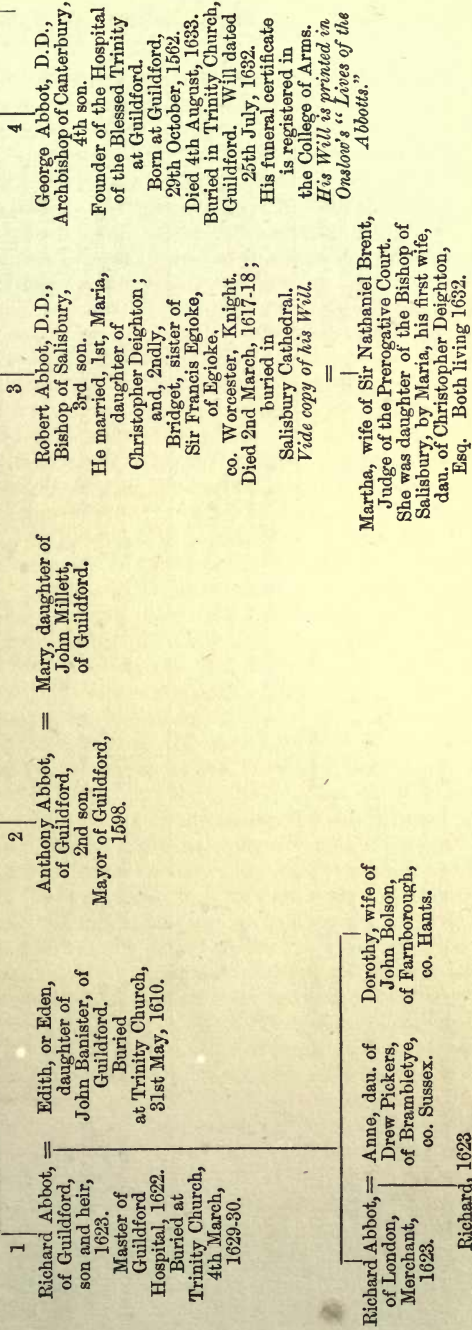 1
Richard Abbot,
of Guildford,
son and heir,
1623.
Master of
Guildford
Hospital, 1622.
Buried at
Trinity Church,
4th March,
1629-30.
=
Edith, or Eden,
daughter of
John Banister, of
Guildford.
Buried
at Trinity Church,
31st May, 1610.
2
Anthony Abbot,
of Guildford,
2nd son.
Mayor of Guildford,
1598.
=
Mary, daughter of
John Millett,
of Guildford.
3
Robert Abbot, D.D.,
Bishop of Salisbury,
3rd son.
He married, 1st, Maria,
daughter of
Christopher Deighton;
and, 2ndly,
Bridget, sister of
Sir Francis Egioke,
of Egioke,
co. Worcester, Knight.
Died 2nd March, 1617-18;
buried in
Salisbury Cathedral.
Vide copy of his Will.
=
4
George Abbot, D.D.,
Archbishop of Canterbury,
4th son.
Founder of the Hospital
of the Blessed Trinity
at Guildford.
Born at Guildford,
29th October, 1562.
Died 4th August, 1633.
Buried in Trinity Church,
Guildford. Will dated
25th July, 1632.
His funeral certificate
is registered in
the College of Arms.
His Will is printed in
Onslow's "Lives of the
Abbotts."
Richard Abbot,
of London,
Merchant,
1623.
=
Anne, dau. of
Drew Pickers,
of Brambletye,
co. Sussex.
Dorothy, wife of
John Bolson,
of Farnborough,
co. Hants.
Martha, wife of Sir Nathaniel Brent,
Judge of the Prerogative Court.
She was daughter of the Bishop of
Salisbury, by Maria, his first wife,
dau. of Christopher Deighton,
Esq. Both living 1632.
Richard, 1623